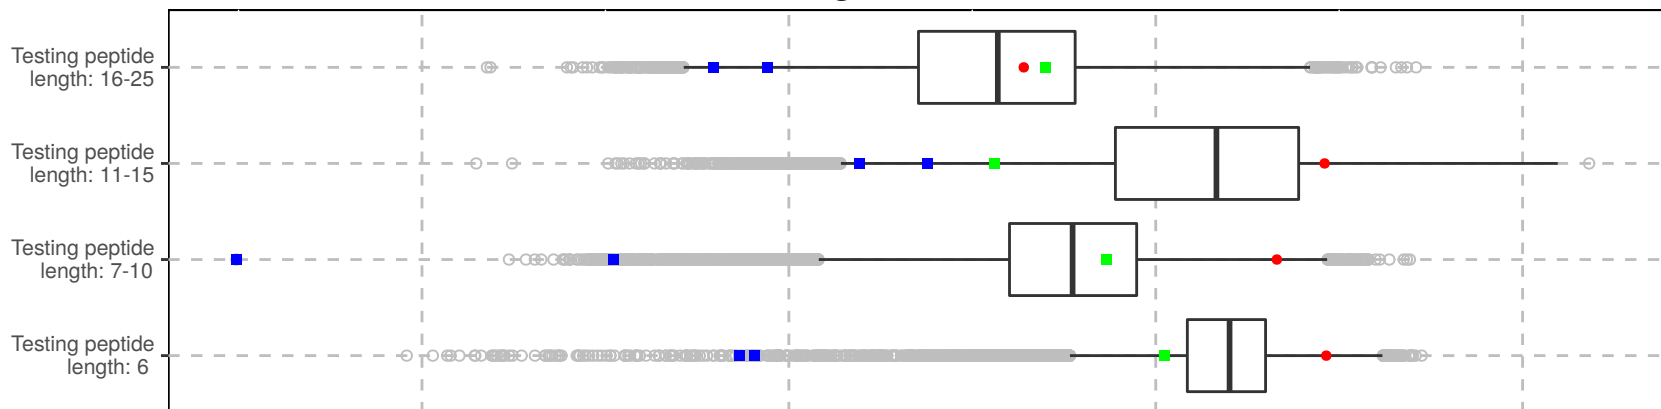 Testing peptide
length: 16-25
Testing peptide
length: 11-15
Testing peptide
length: 7-10
Testing peptide
length: 6